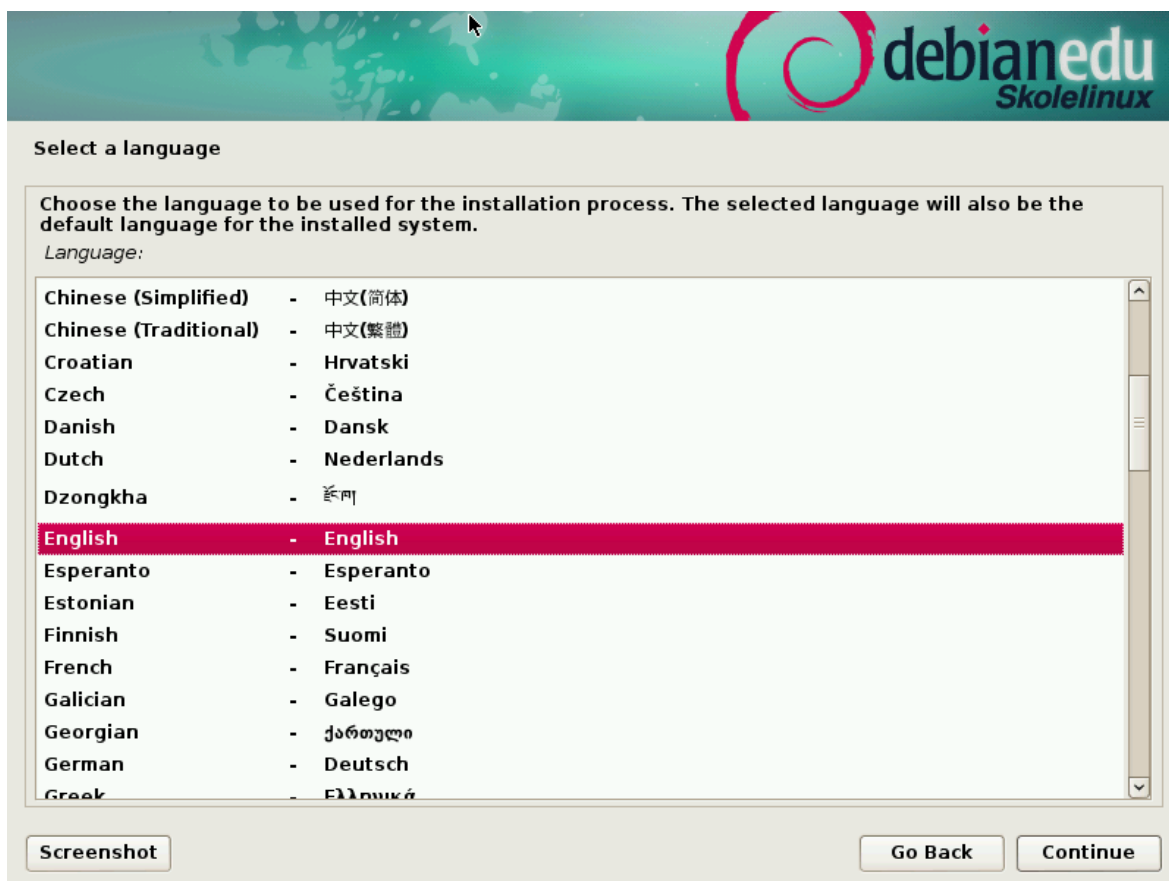 debianedu
Skolelinux
Select a language
Choose the language to be used for the installation process. The selected language will also be the
default language for the installed system.
Language:
Chinese (Simplified) - 中文(简体)
Chinese (Traditional) - 中文(繁體)
Croatian - Hrvatski
Czech - Čeština
Danish - Dansk
Dutch - Nederlands
Dzongkha - རྫོང་ཁ།
English - English
Esperanto - Esperanto
Estonian - Eesti
Finnish - Suomi
French - Français
Galician - Galego
Georgian - ქართული
German - Deutsch
Greek - Ελληνικά
Screenshot Go Back Continue